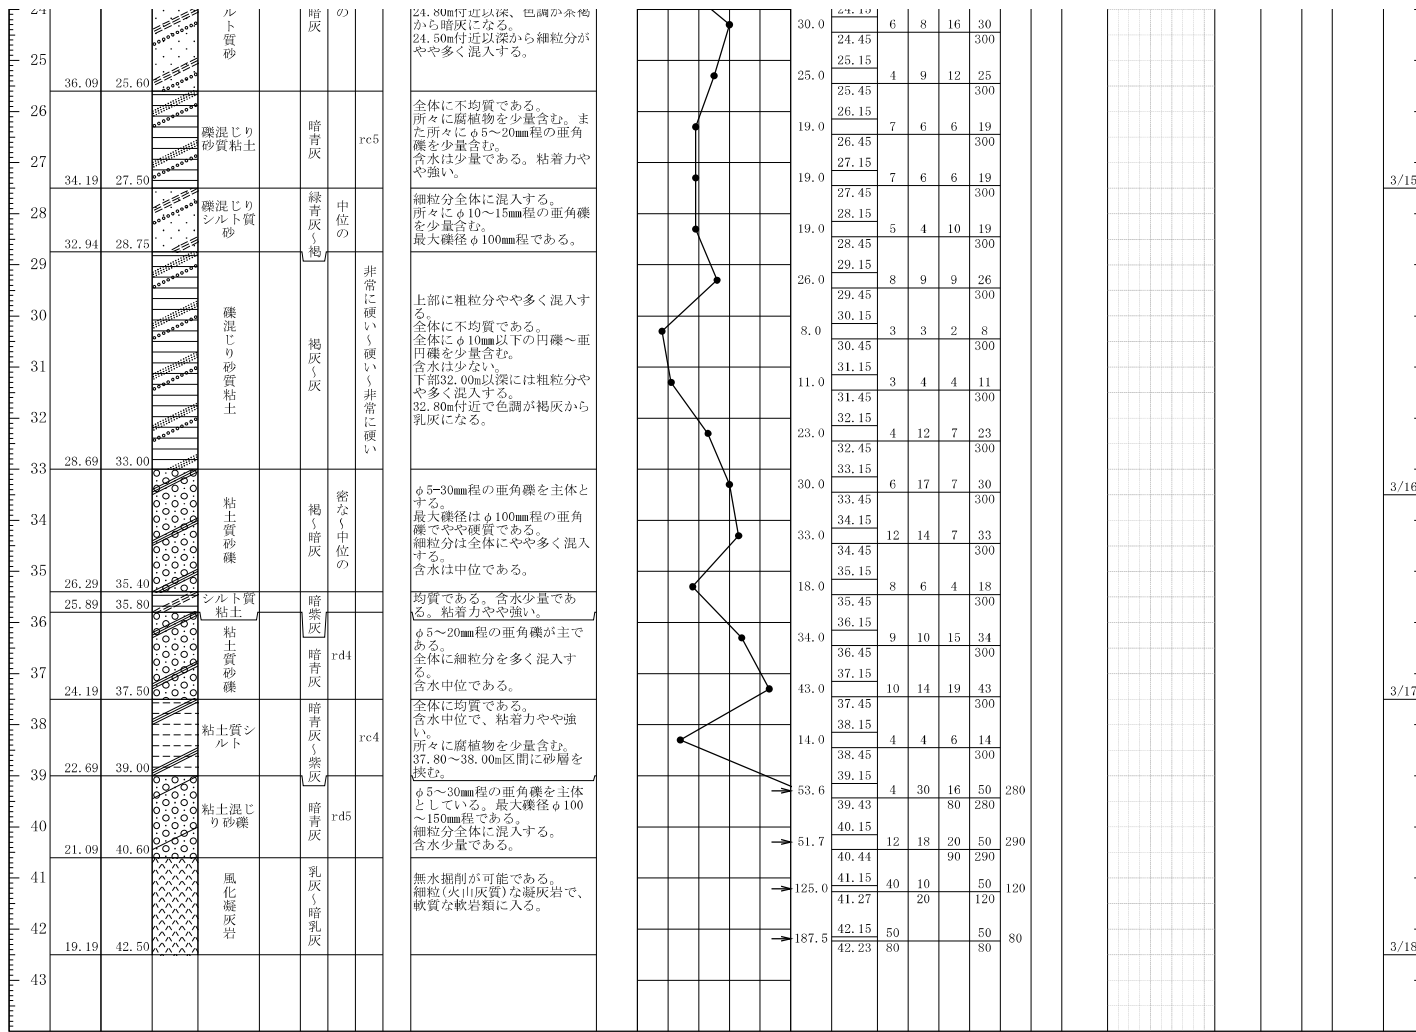 24
ルト質砂
暗灰
の
24.80m付近以深、色調が茶褐
から暗灰になる。
24.50m付近以深から細粒分が
やや多く混入する。
30.0
24.15
6 8 16 30
24.45 300
25
36.09 25.60
25.0
25.15
4 9 12 25
25.45 300
26
27
34.19 27.50
礫混じり
砂質粘土
暗青灰
rc5
全体に不均質である。
所々に腐植物を少量含む。ま
た所々にφ5～20mm程の亜角
礫を少量含む。
含水は少量である。粘着力や
や強い。
19.0
26.15
7 6 6 19
26.45 300
19.0
27.15
7 6 6 19
27.45 300
3/15
28
32.94 28.75
礫混じり
シルト質
砂
緑青灰～褐
中位の
細粒分全体に混入する。
所々にφ10～15mm程の亜角礫
を少量含む。
最大礫径φ100mm程である。
19.0
28.15
5 4 10 19
28.45 300
29
30
31
32
33
28.69 33.00
礫混じり砂質粘土
褐灰～灰
非常に硬い～硬い～非常に硬い
上部に粗粒分やや多く混入す
る。
全体に不均質である。
全体にφ10mm以下の円礫～亜
円礫を少量含む。
含水は少ない。
下部32.00m以深には粗粒分や
や多く混入する。
32.80m付近で色調が褐灰から
乳灰になる。
26.0
29.15
8 9 9 26
29.45 300
8.0
30.15
3 3 2 8
30.45 300
11.0
31.15
3 4 4 11
31.45 300
23.0
32.15
4 12 7 23
32.45 300
30.0
33.15
6 17 7 30
33.45 300
3/16
34
35
26.29 35.40
粘土質砂礫
褐～暗灰
密な～中位の
φ5-30mm程の亜角礫を主体と
する。
最大礫径はφ100mm程の亜角
礫でやや硬質である。
細粒分は全体にやや多く混入
する。
含水は中位である。
33.0
34.15
12 14 7 33
34.45 300
18.0
35.15
8 6 4 18
35.45 300
25.89 35.80
シルト質
粘土
暗紫灰
均質である。含水少量であ
る。粘着力やや強い。
36
37
24.19 37.50
粘土質砂礫
暗青灰
rd4
φ5～20mm程の亜角礫が主で
ある。
全体に細粒分を多く混入す
る。
含水中位である。
34.0
36.15
9 10 15 34
36.45 300
43.0
37.15
10 14 19 43
37.45 300
3/17
38
39
22.69 39.00
粘土質シ
ルト
暗青灰～紫灰
rc4
全体に均質である。
含水中位で、粘着力やや強
い。
所々に腐植物を少量含む。
37.80～38.00m区間に砂層を
挟む。
14.0
38.15
4 4 6 14
38.45 300
40
21.09 40.60
粘土混じ
り砂礫
暗青灰
rd5
φ5～30mm程の亜角礫を主体
としている。最大礫径φ100
～150mm程である。
細粒分全体に混入する。
含水少量である。
53.6
39.15
4 30 16 50 280
39.43 80 280
51.7
40.15
12 18 20 50 290
40.44 90 290
41
42
19.19 42.50
風化凝灰岩
乳灰～暗乳灰
無水掘削が可能である。
細粒(火山灰質)な凝灰岩で、
軟質な軟岩類に入る。
125.0
41.15
40 10 50 120
41.27 20 120
187.5
42.15
50 50 80
42.23 80 80
3/18
43